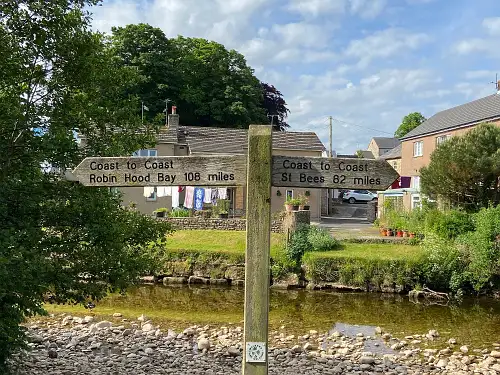 Coast to Coast
Robin Hood Bay 108 miles
Coast to Coast
St Bees 82 miles